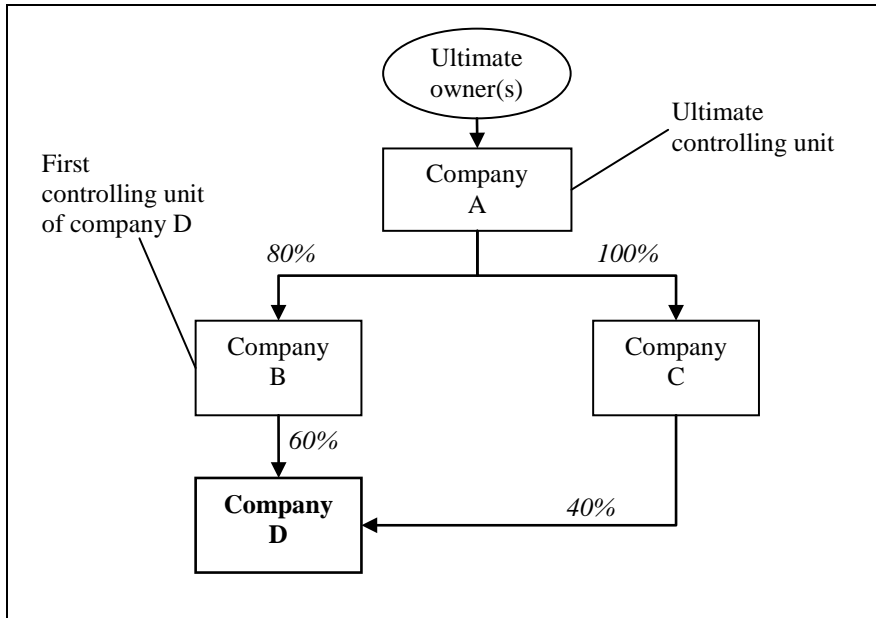 Ultimate
owner(s)
Ultimate
controlling unit
Company
A
First
controlling unit
of company D
80%
100%
Company
B
Company
C
60%
Company
D
40%